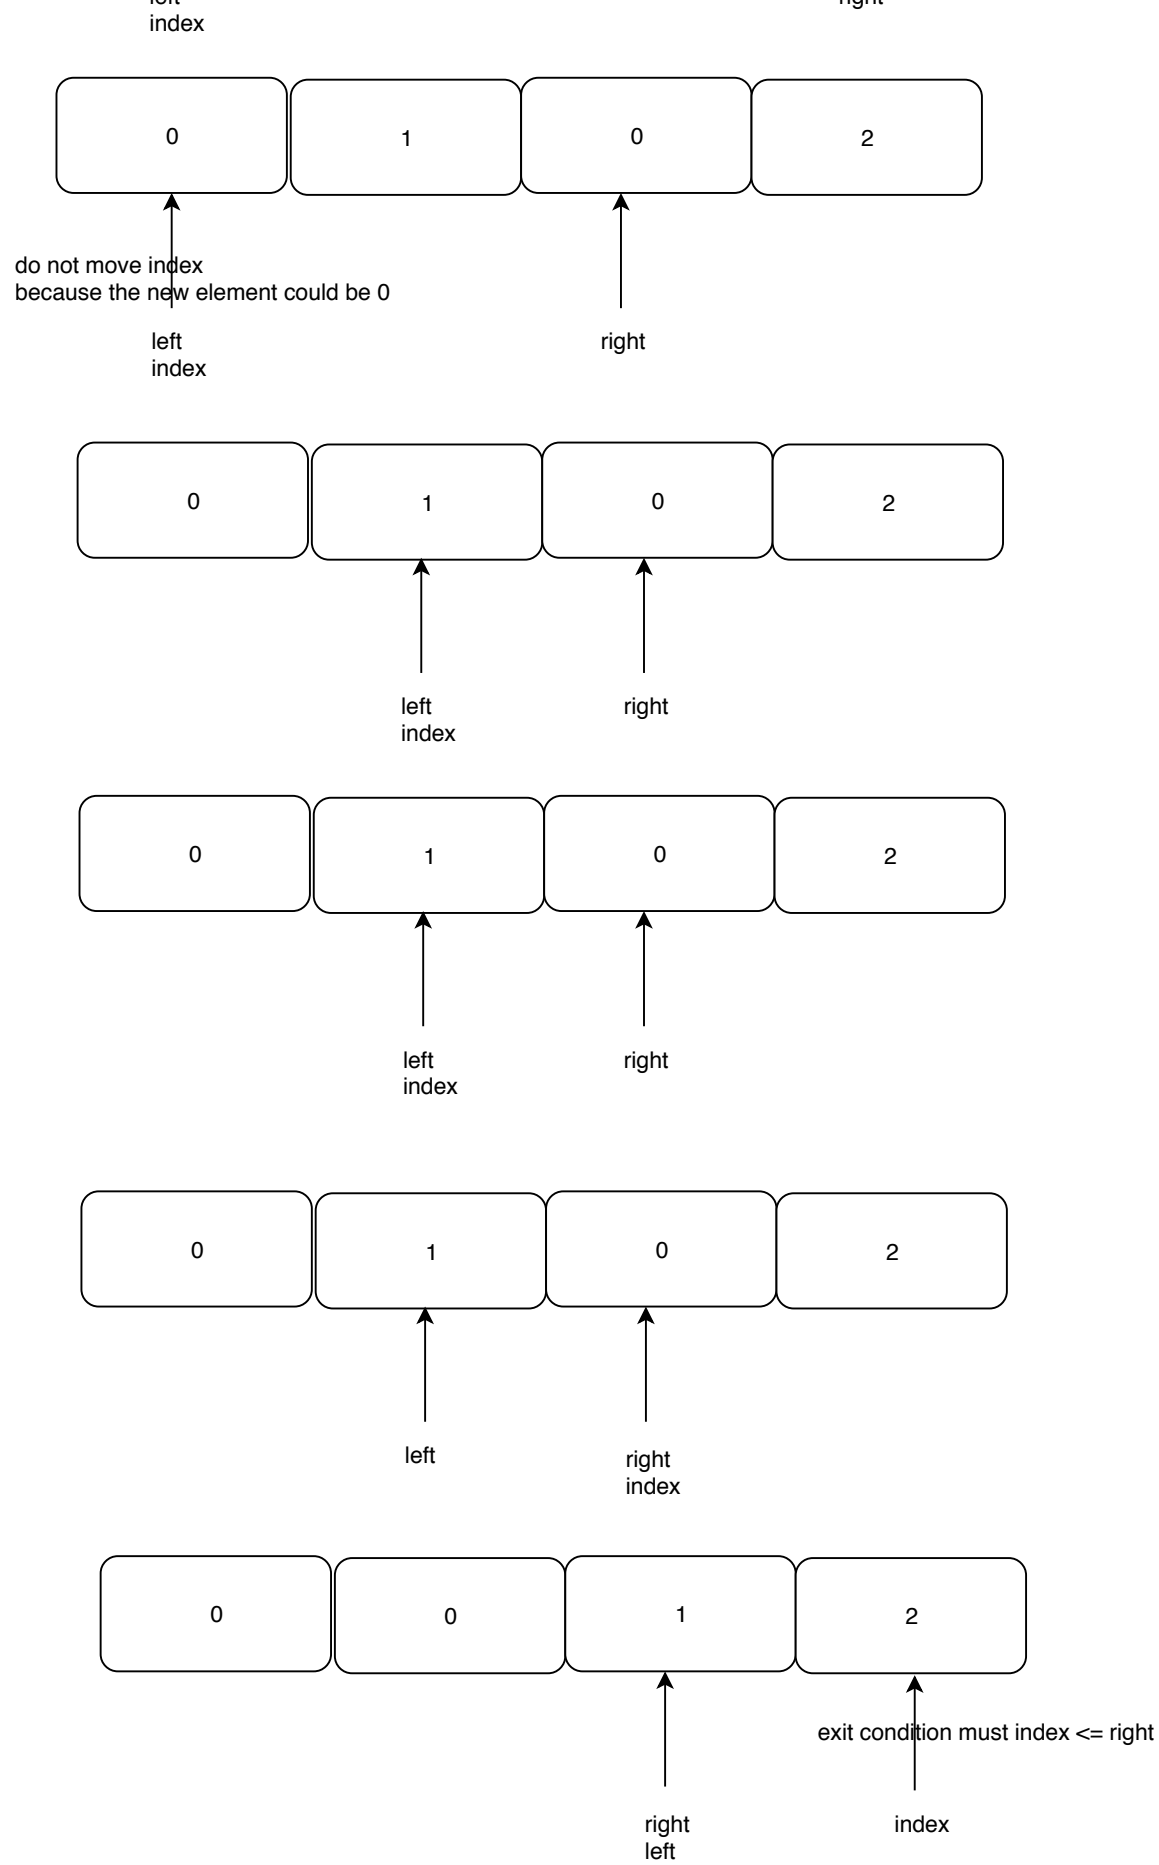 left
right
index
0
1
0
2
do not move index
because the new element could be 0
left
index
right
0
1
0
2
left
index
right
0
1
0
2
left
index
right
0
1
0
2
left
right
index
0
0
1
2
exit condition must index <= right
right
left
index